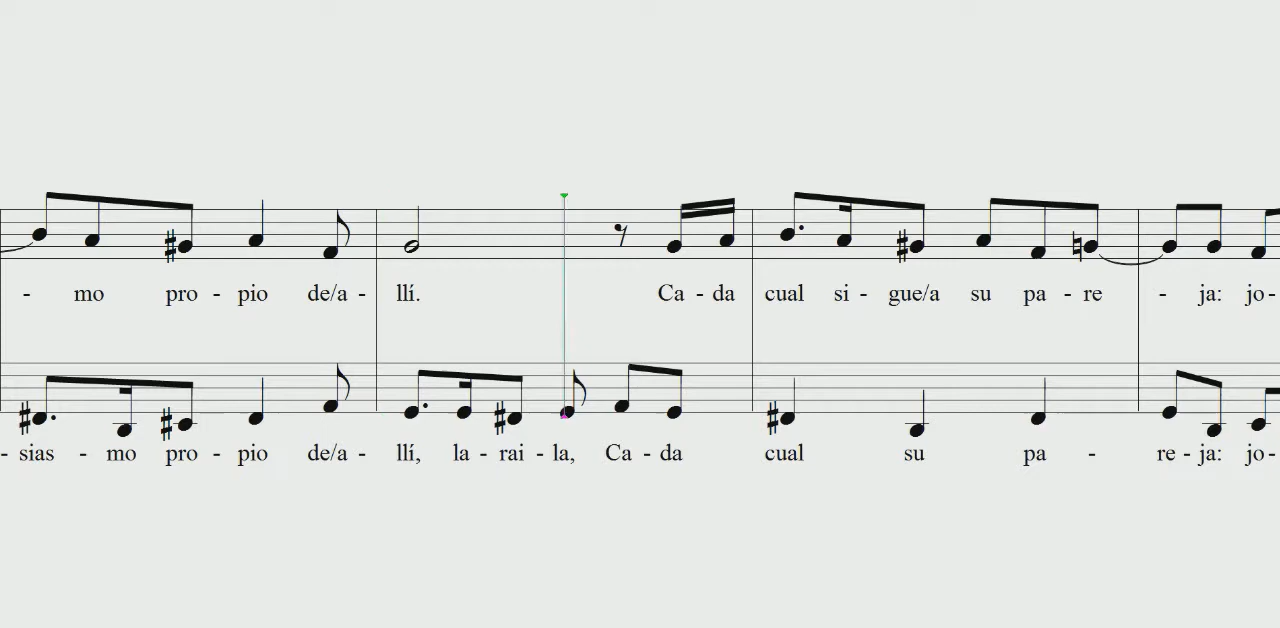 - mo pro - pio de/a - llí. Ca - da cual si - gue/a su pa - re - ja: jo -
- sias - mo pro - pio de/a - llí, la - rai - la, Ca - da cual su pa - re - ja: jo -